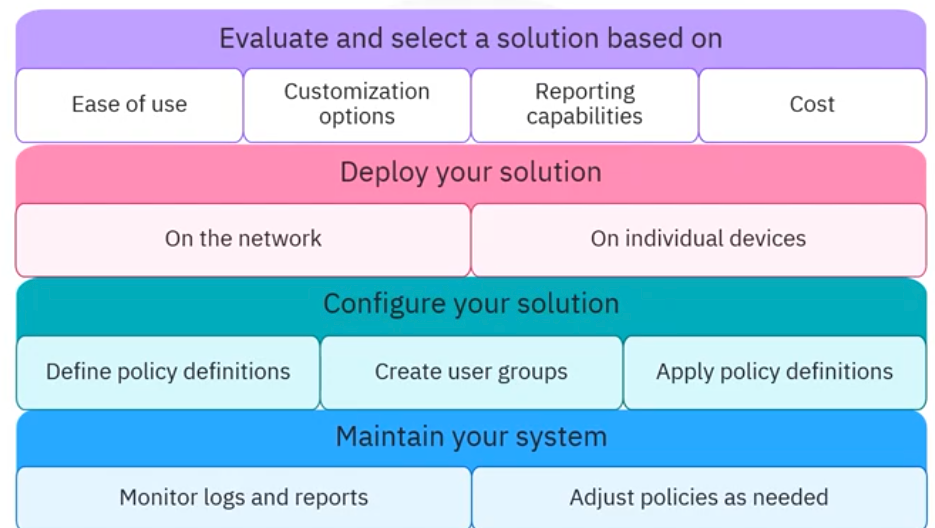 Evaluate and select a solution based on
Ease of use
Customization
options
Reporting
capabilities
Cost
Deploy your solution
On the network
On individual devices
Configure your solution
Define policy definitions
Create user groups
Apply policy definitions
Maintain your system
Monitor logs and reports
Adjust policies as needed